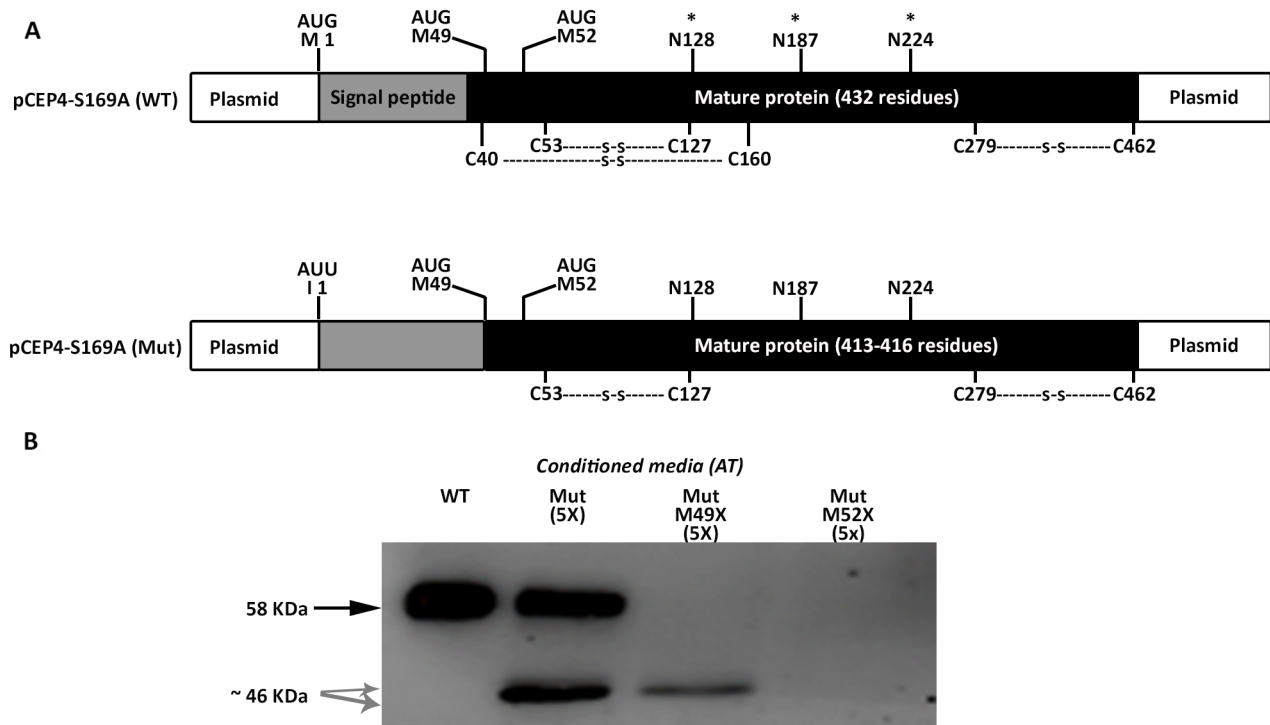 A
AUG
M 1
AUG
M49
AUG
M52
*
N128
*
N187
*
N224
pCEP4-S169A (WT)
Plasmid
Signal peptide
Mature protein (432 residues)
Plasmid
C53------s-s------C127
C40 ---------------s-s--------------- C160
C279-------s-s-------C462
AUU
I 1
AUG
M49
AUG
M52
N128
N187
N224
pCEP4-S169A (Mut)
Plasmid
Mature protein (413-416 residues)
Plasmid
C53------s-s------C127
C279-------s-s-------C462
B
Conditioned media (AT)
WT
Mut
(5X)
Mut
M49X
(5X)
Mut
M52X
(5x)
58 KDa
~ 46 KDa